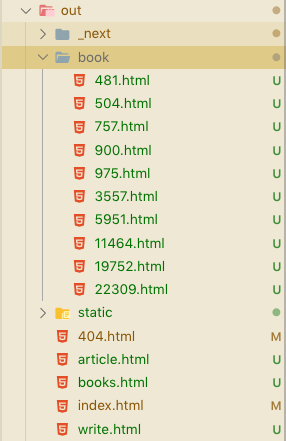 out
_next
book
481.html
504.html U
757.html U
900.html U
975.html U
3557.html U
5951.html U
11464.html U
19752.html U
22309.html U
static
404.html M
article.html U
books.html U
index.html M
write.html U